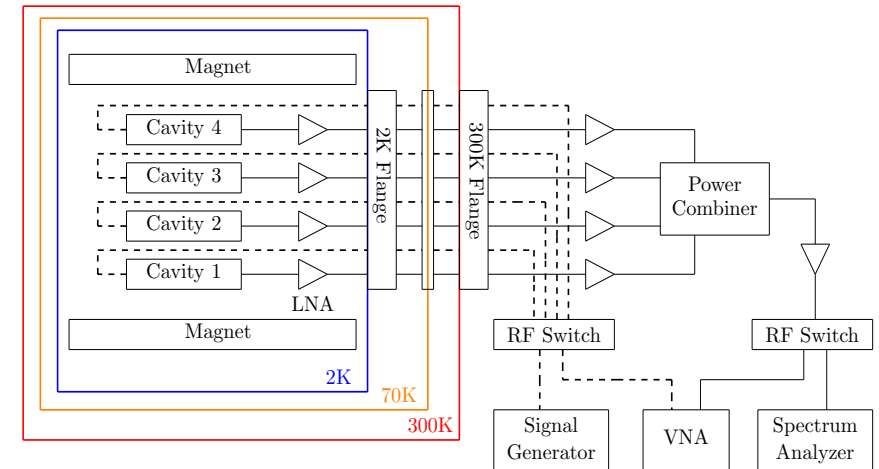 Magnet
Cavity 4
Cavity 3
Cavity 2
Cavity 1
LNA
Magnet
2K
70K
300K
2K Flange
300K Flange
Power
Combiner
RF Switch
RF Switch
Signal
Generator
VNA
Spectrum
Analyzer